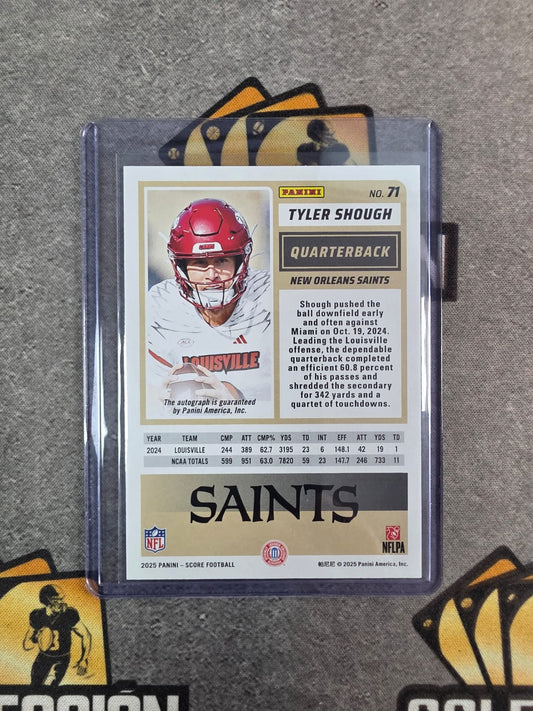 PANINI
NO. 71
TYLER SHOUGH
QUARTERBACK
NEW ORLEANS SAINTS
Shough pushed the
ball downfield early
and often against
Miami on Oct. 19, 2024.
Leading the Louisville
offense, the dependable
quarterback completed
an efficient 60.8 percent
of his passes and
shredded the secondary
for 342 yards and a
quartet of touchdowns.
ACC
LOUISVILLE
The autograph is guaranteed
by Panini America, Inc.
YEAR TEAM CMP ATT CMP% YDS TD INT EFF ATT YDS TD
2024 LOUISVILLE 244 389 62.7 3195 23 6 148.1 42 19 1
NCAA TOTALS 599 951 63.0 7820 59 23 147.7 246 733 11
SAINTS
NFL
NFLPA
2025 PANINI – SCORE FOOTBALL
帕尼尼 © 2025 Panini America, Inc.